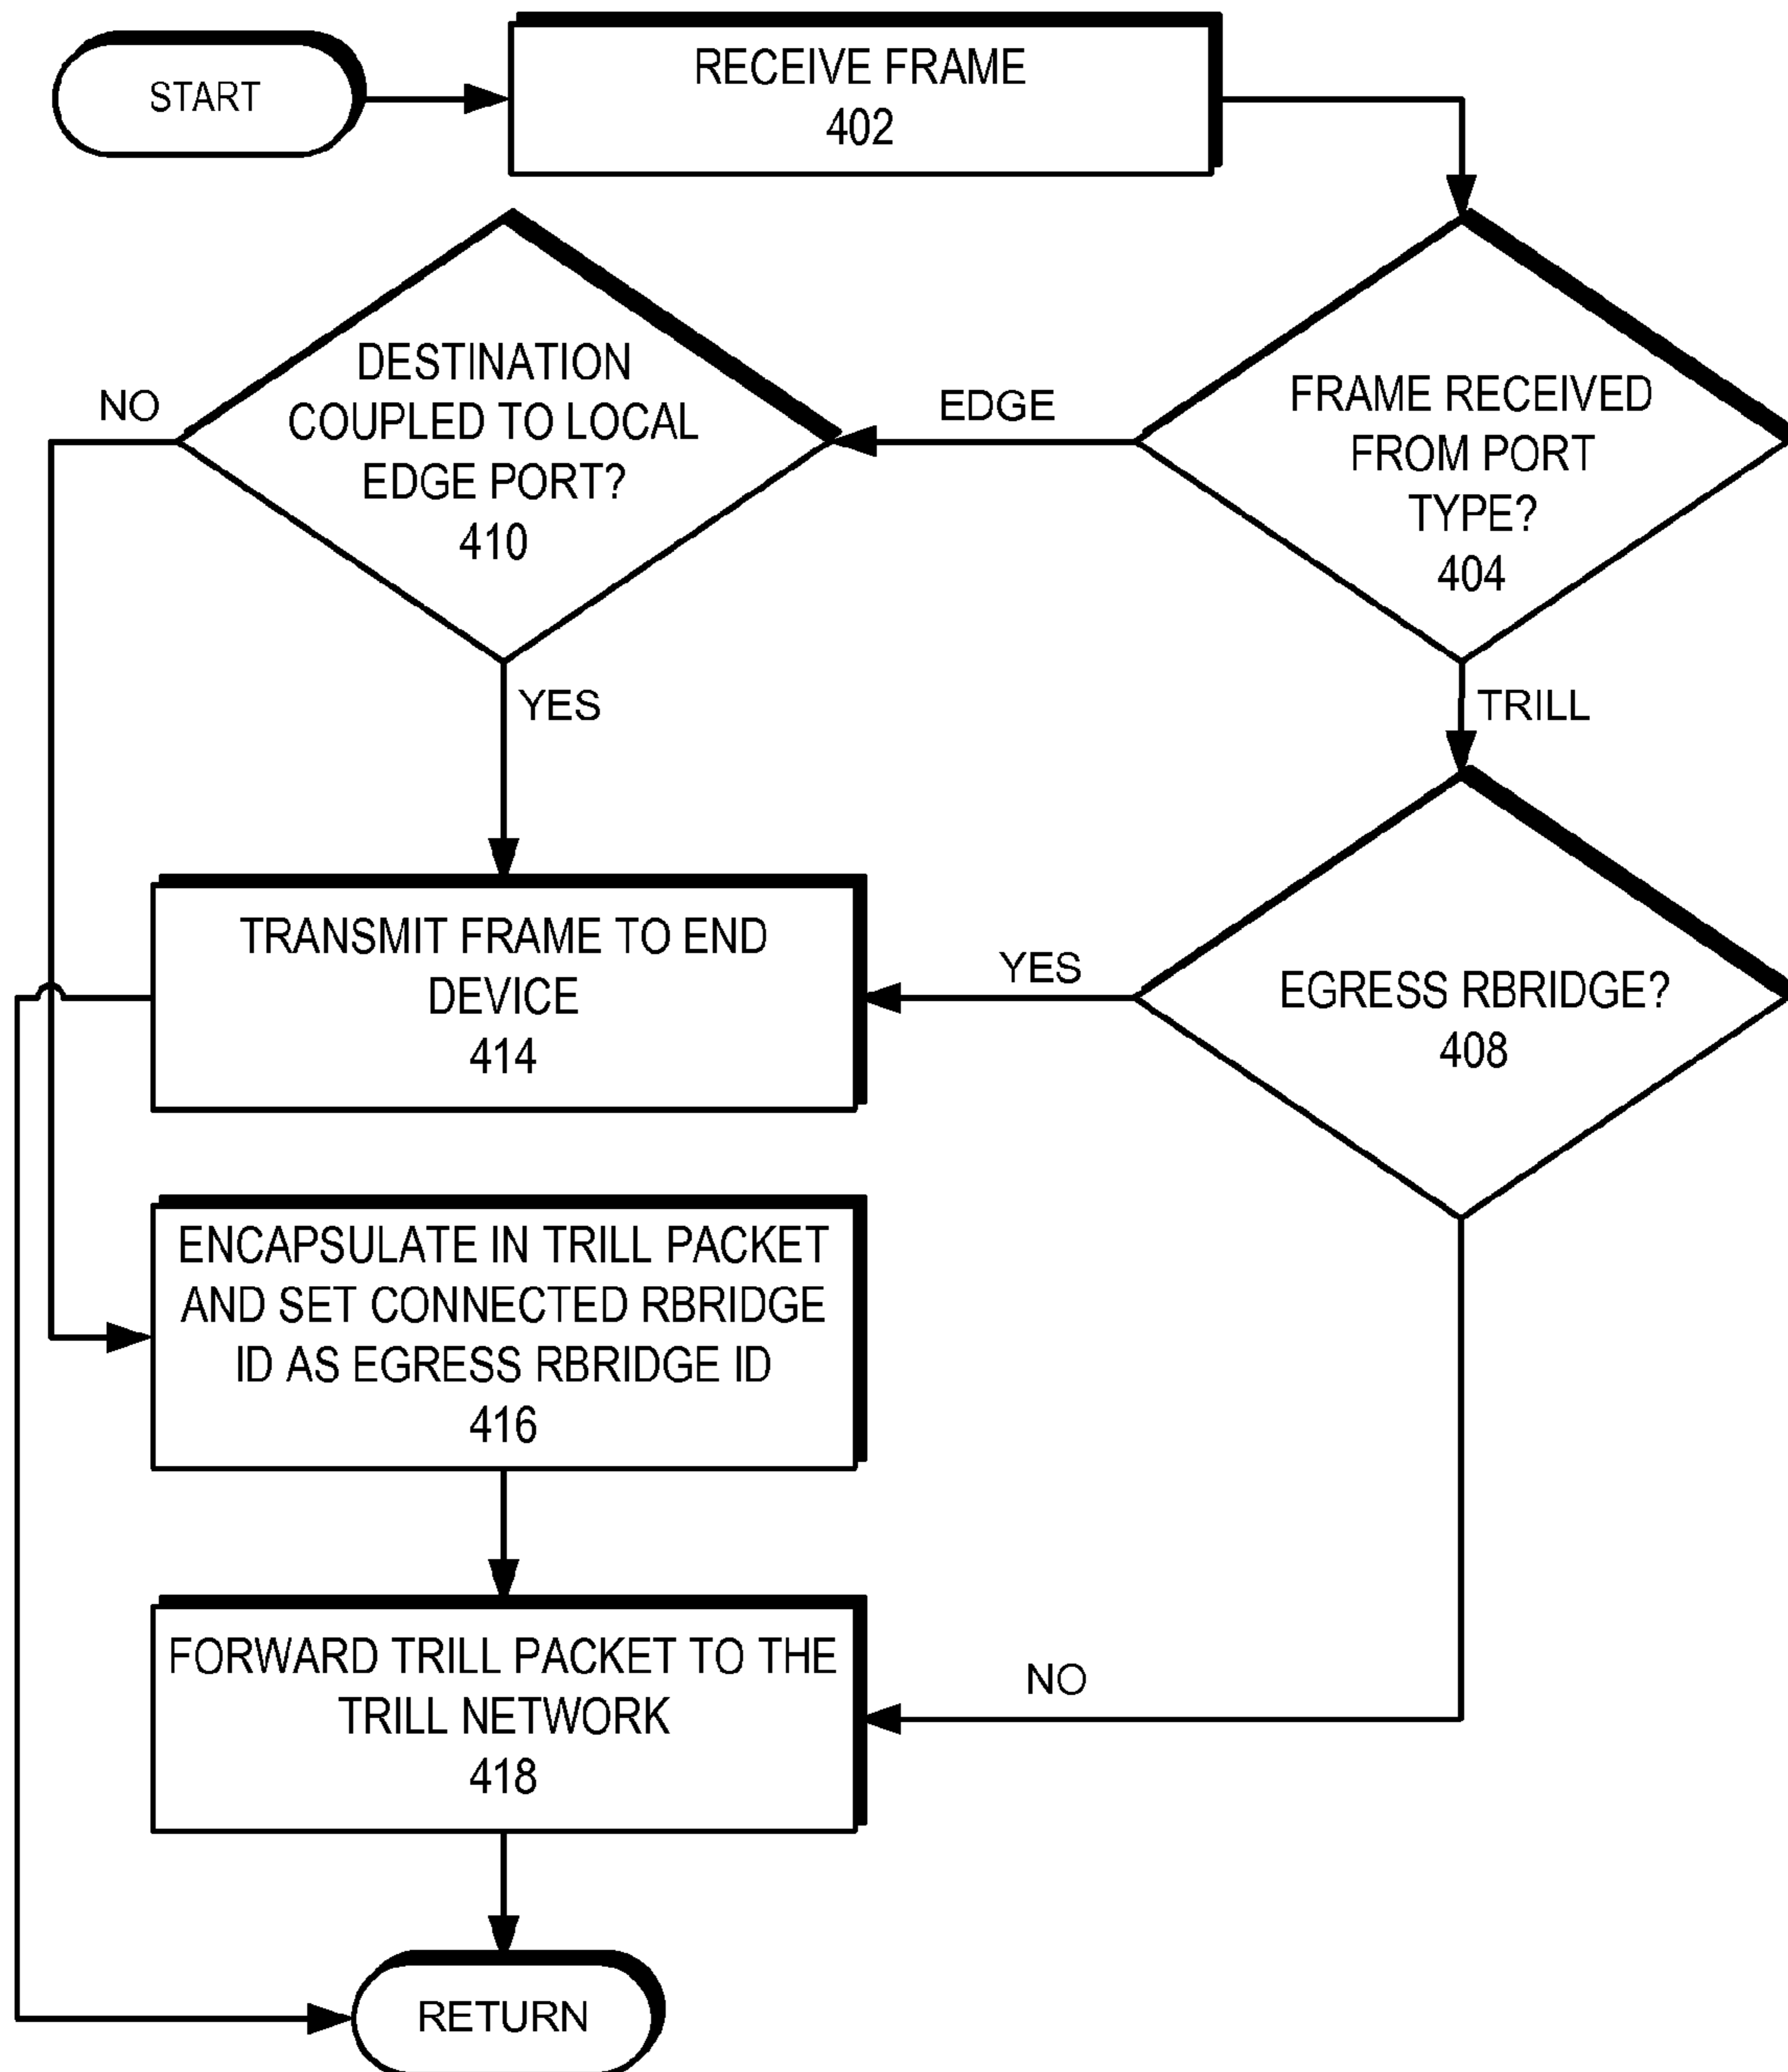 START
RECEIVE FRAME
402
DESTINATION
COUPLED TO LOCAL
EDGE PORT?
410
NO
EDGE
FRAME RECEIVED
FROM PORT
TYPE?
404
YES
TRILL
TRANSMIT FRAME TO END
DEVICE
414
YES
EGRESS RBRIDGE?
408
ENCAPSULATE IN TRILL PACKET
AND SET CONNECTED RBRIDGE
ID AS EGRESS RBRIDGE ID
416
FORWARD TRILL PACKET TO THE
TRILL NETWORK
418
NO
RETURN